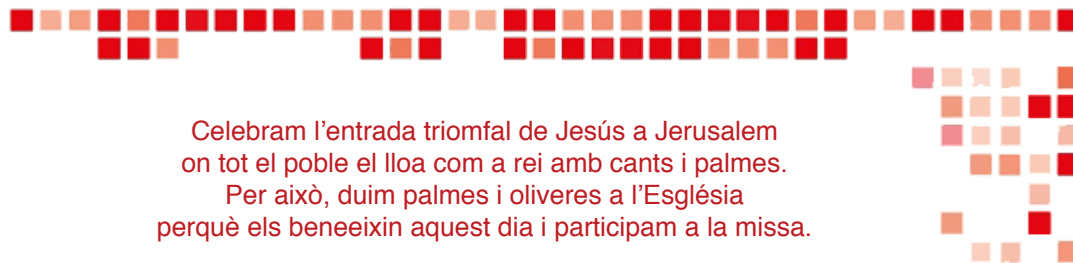 Celebram l’entrada triomfal de Jesús a Jerusalem
on tot el poble el lloa com a rei amb cants i palmes.
Per això, duim palmes i oliveres a l’Església
perquè els beneeixin aquest dia i participam a la missa.